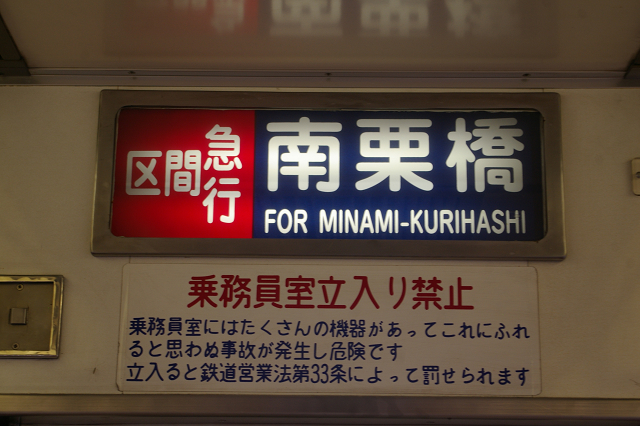 区間急行 南栗橋
FOR MINAMI-KURIHASHI
乗務員室立入り禁止
乗務員室にはたくさんの機器があってこれにふれ
ると思わぬ事故が発生し危険です
立入ると鉄道営業法第33条によって罰せられます